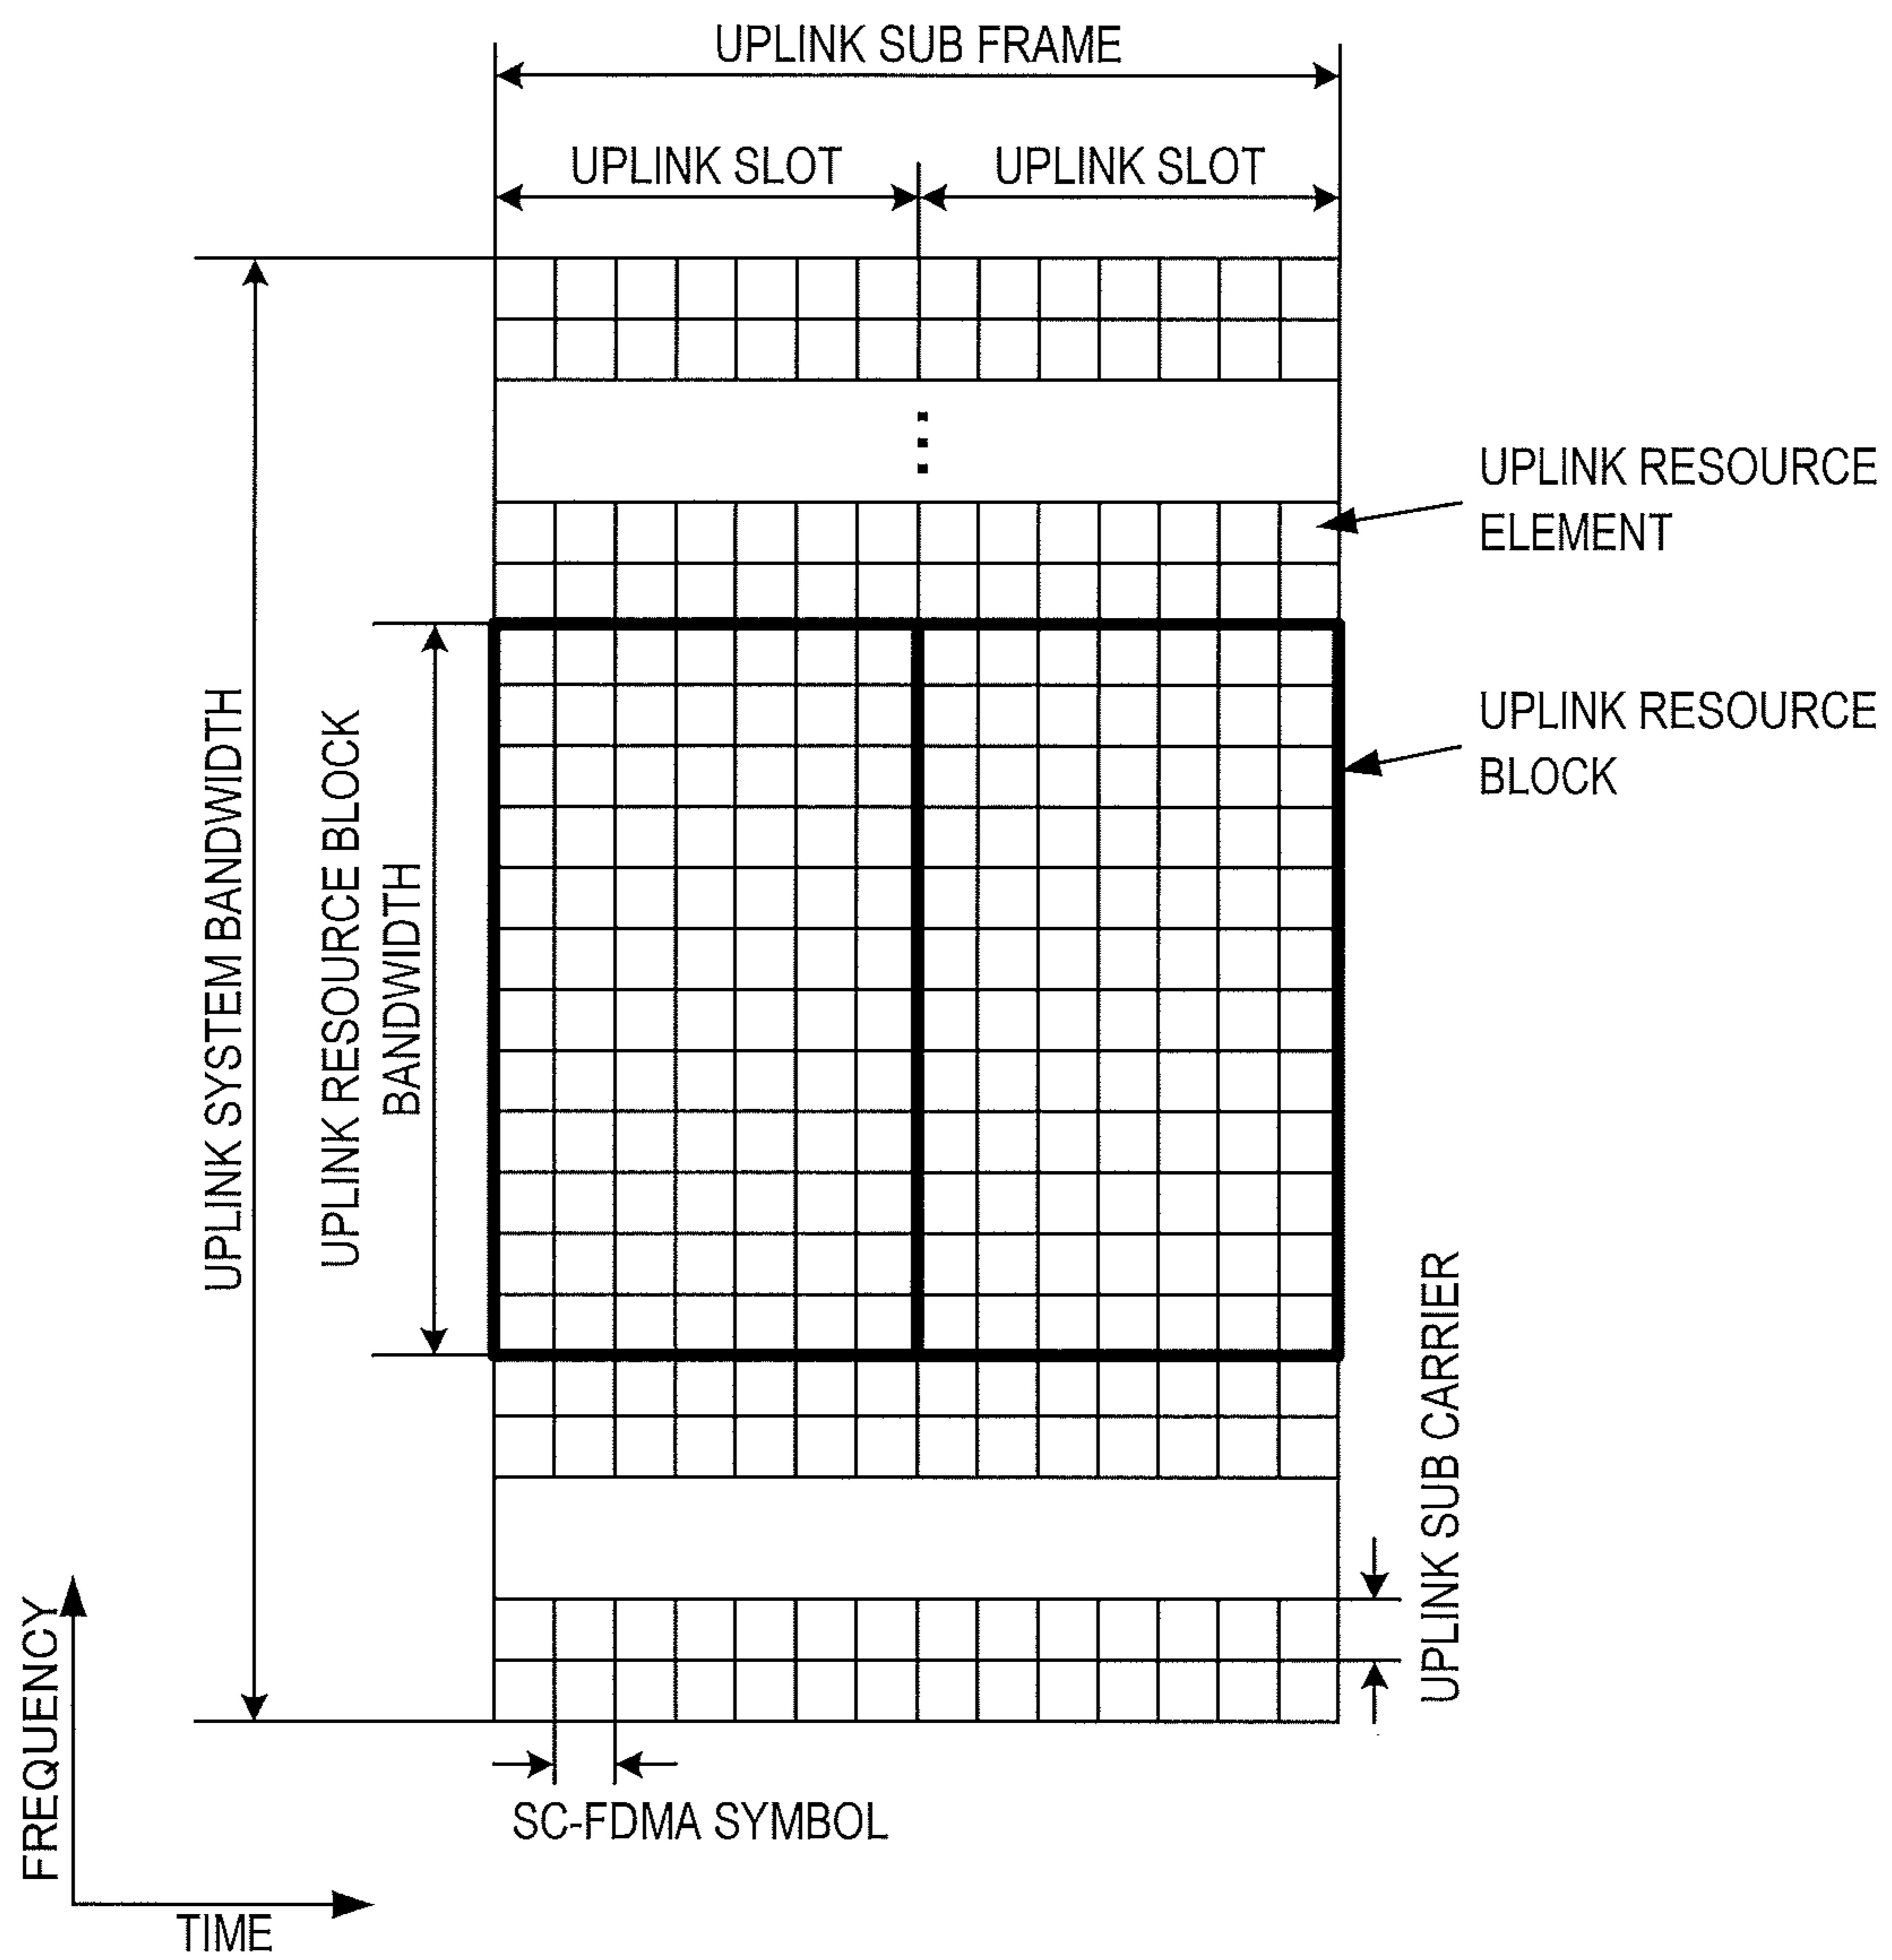 UPLINK SUB FRAME
UPLINK SLOT
UPLINK SLOT
UPLINK RESOURCE
ELEMENT
UPLINK RESOURCE
BLOCK
UPLINK SYSTEM BANDWIDTH
UPLINK RESOURCE BLOCK
BANDWIDTH
UPLINK SUB CARRIER
SC-FDMA SYMBOL
FREQUENCY
TIME